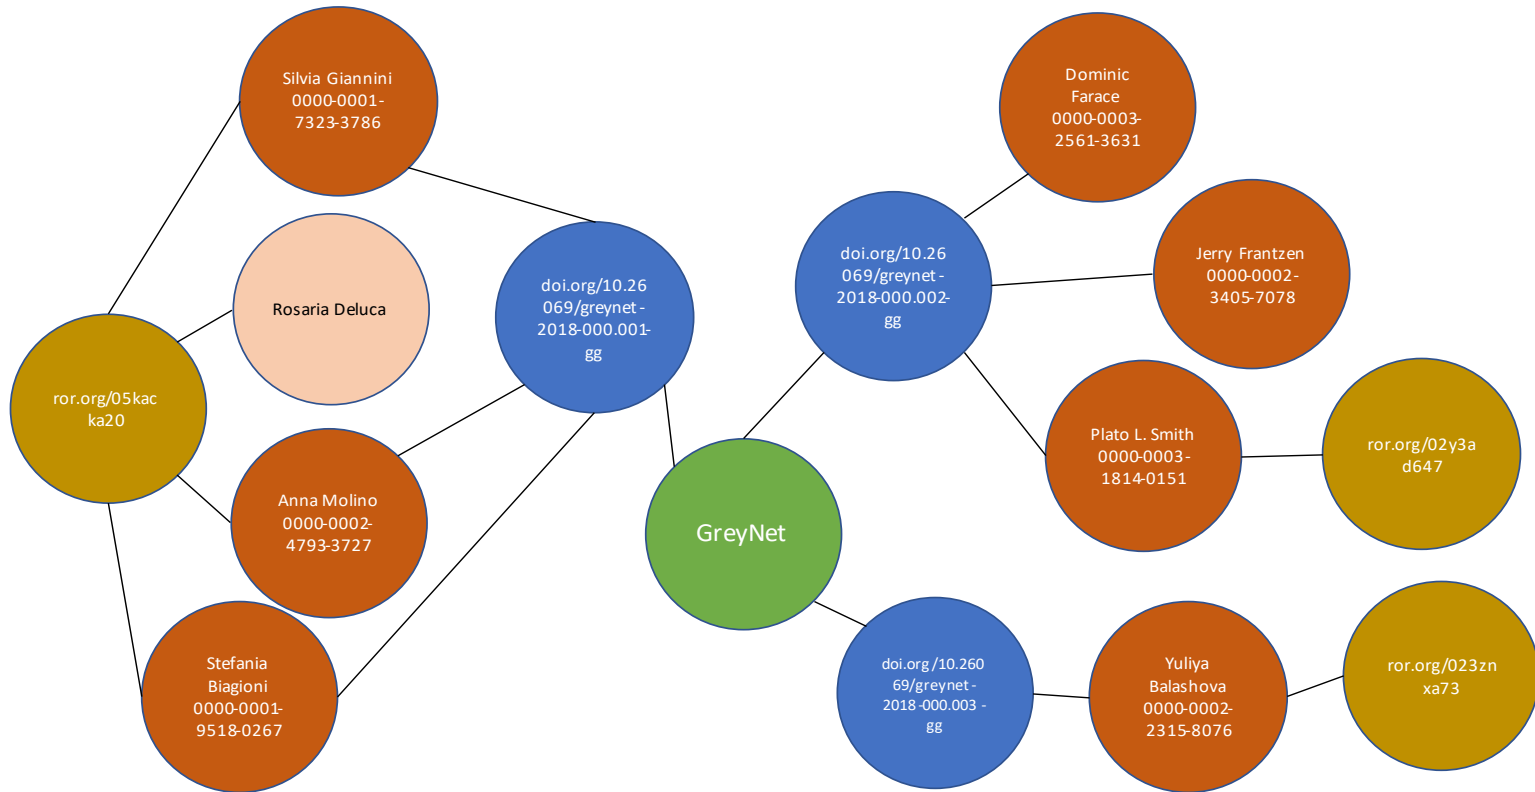 Silvia Giannini
0000-0001-
7323-3786
Rosaria Deluca
ror.org/05kac
ka20
Anna Molino
0000-0002-
4793-3727
Stefania
Biagioni
0000-0001-
9518-0267
doi.org/10.26
069/greynet-
2018-000.001-
gg
GreyNet
doi.org/10.26
069/greynet-
2018-000.002-
gg
Dominic
Farace
0000-0003-
2561-3631
Jerry Frantzen
0000-0002-
3405-7078
Plato L. Smith
0000-0003-
1814-0151
ror.org/02y3a
d647
doi.org/10.260
69/greynet-
2018-000.003-
gg
Yuliya
Balashova
0000-0002-
2315-8076
ror.org/023zn
xa73